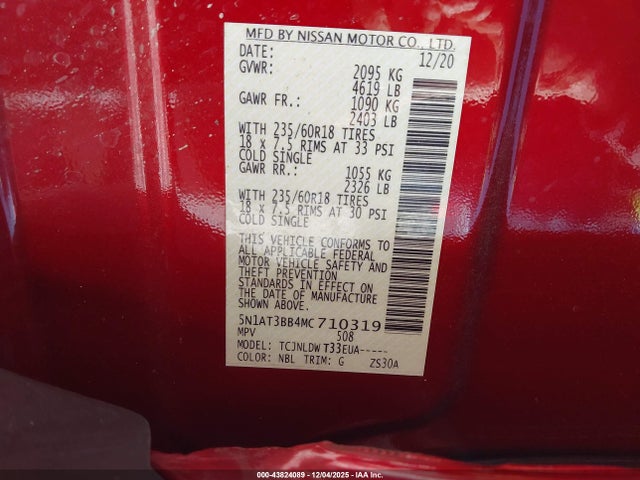 MFD BY NISSAN MOTOR CO., LTD.
DATE: 12/20
GVWR: 2095 KG
4619 LB
GAWR FR.: 1090 KG
2403 LB
WITH 235/60R18 TIRES
18 x 7.5 RIMS AT 33 PSI
COLD SINGLE
GAWR RR.: 1055 KG
2326 LB
WITH 235/60R18 TIRES
18 x 7.5 RIMS AT 30 PSI
COLD SINGLE
THIS VEHICLE CONFORMS TO
ALL APPLICABLE FEDERAL
MOTOR VEHICLE SAFETY AND
THEFT PREVENTION
STANDARDS IN EFFECT ON
THE DATE OF MANUFACTURE
SHOWN ABOVE.
5N1AT3BB4MC710319
MPV 508
MODEL: TCJNLDW T33EUA-----
COLOR: NBL TRIM: G ZS30A
000-43824089 - 12/04/2025 - IAA Inc.